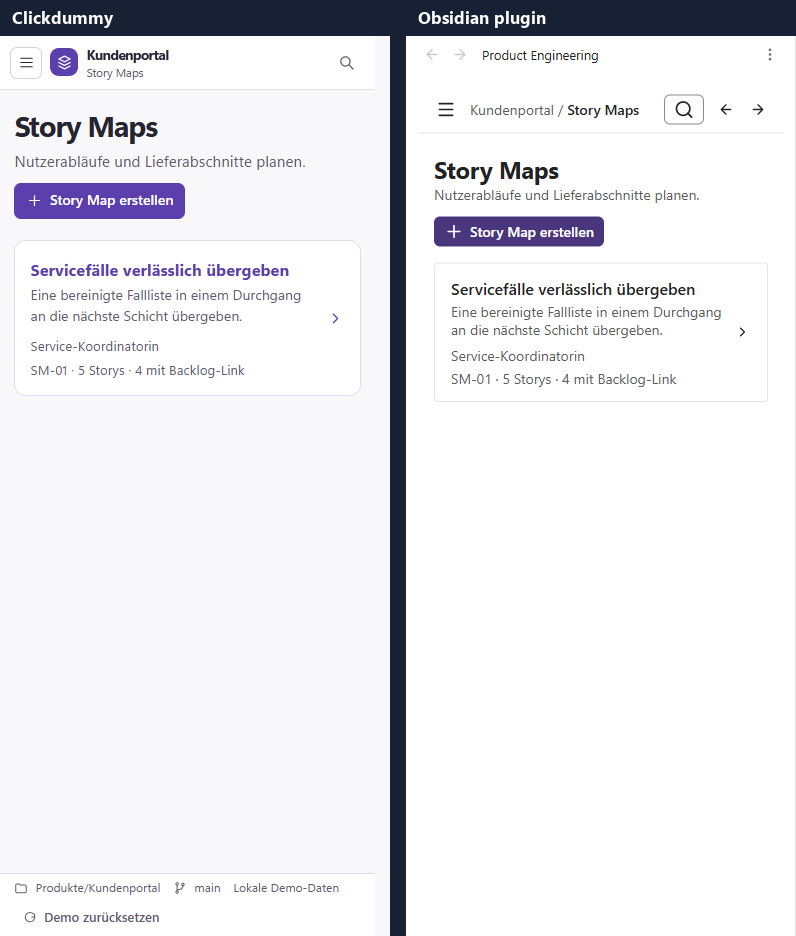 Clickdummy
Kundenportal
Story Maps
Story Maps
Nutzerabläufe und Lieferabschnitte planen.
Story Map erstellen
Servicefälle verlässlich übergeben
Eine bereinigte Fallliste in einem Durchgang
an die nächste Schicht übergeben.
Service-Koordinatorin
SM-01 · 5 Storys · 4 mit Backlog-Link
Produkte/Kundenportal main Lokale Demo-Daten
Demo zurücksetzen
Obsidian plugin
Product Engineering
Kundenportal / Story Maps
Story Maps
Nutzerabläufe und Lieferabschnitte planen.
Story Map erstellen
Servicefälle verlässlich übergeben
Eine bereinigte Fallliste in einem Durchgang
an die nächste Schicht übergeben.
Service-Koordinatorin
SM-01 · 5 Storys · 4 mit Backlog-Link